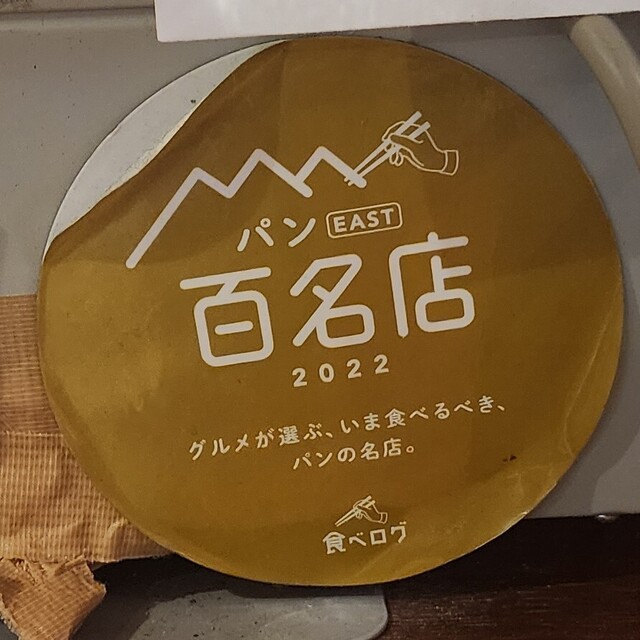 パン EAST
百名店
2022
グルメが選ぶ、いま食べるべき、
パンの名店。
食べログ